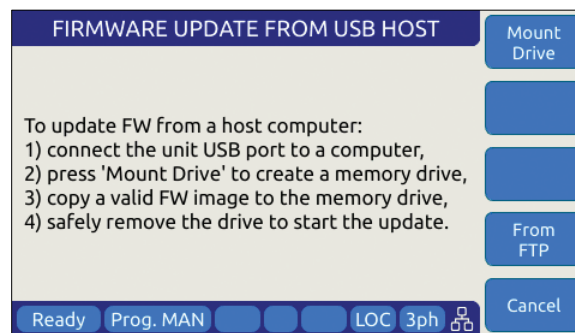 FIRMWARE UPDATE FROM USB HOST
Mount
Drive
To update FW from a host computer:
1) connect the unit USB port to a computer,
2) press 'Mount Drive' to create a memory drive,
3) copy a valid FW image to the memory drive,
4) safely remove the drive to start the update.
From
FTP
Cancel
Ready Prog. MAN LOC 3ph